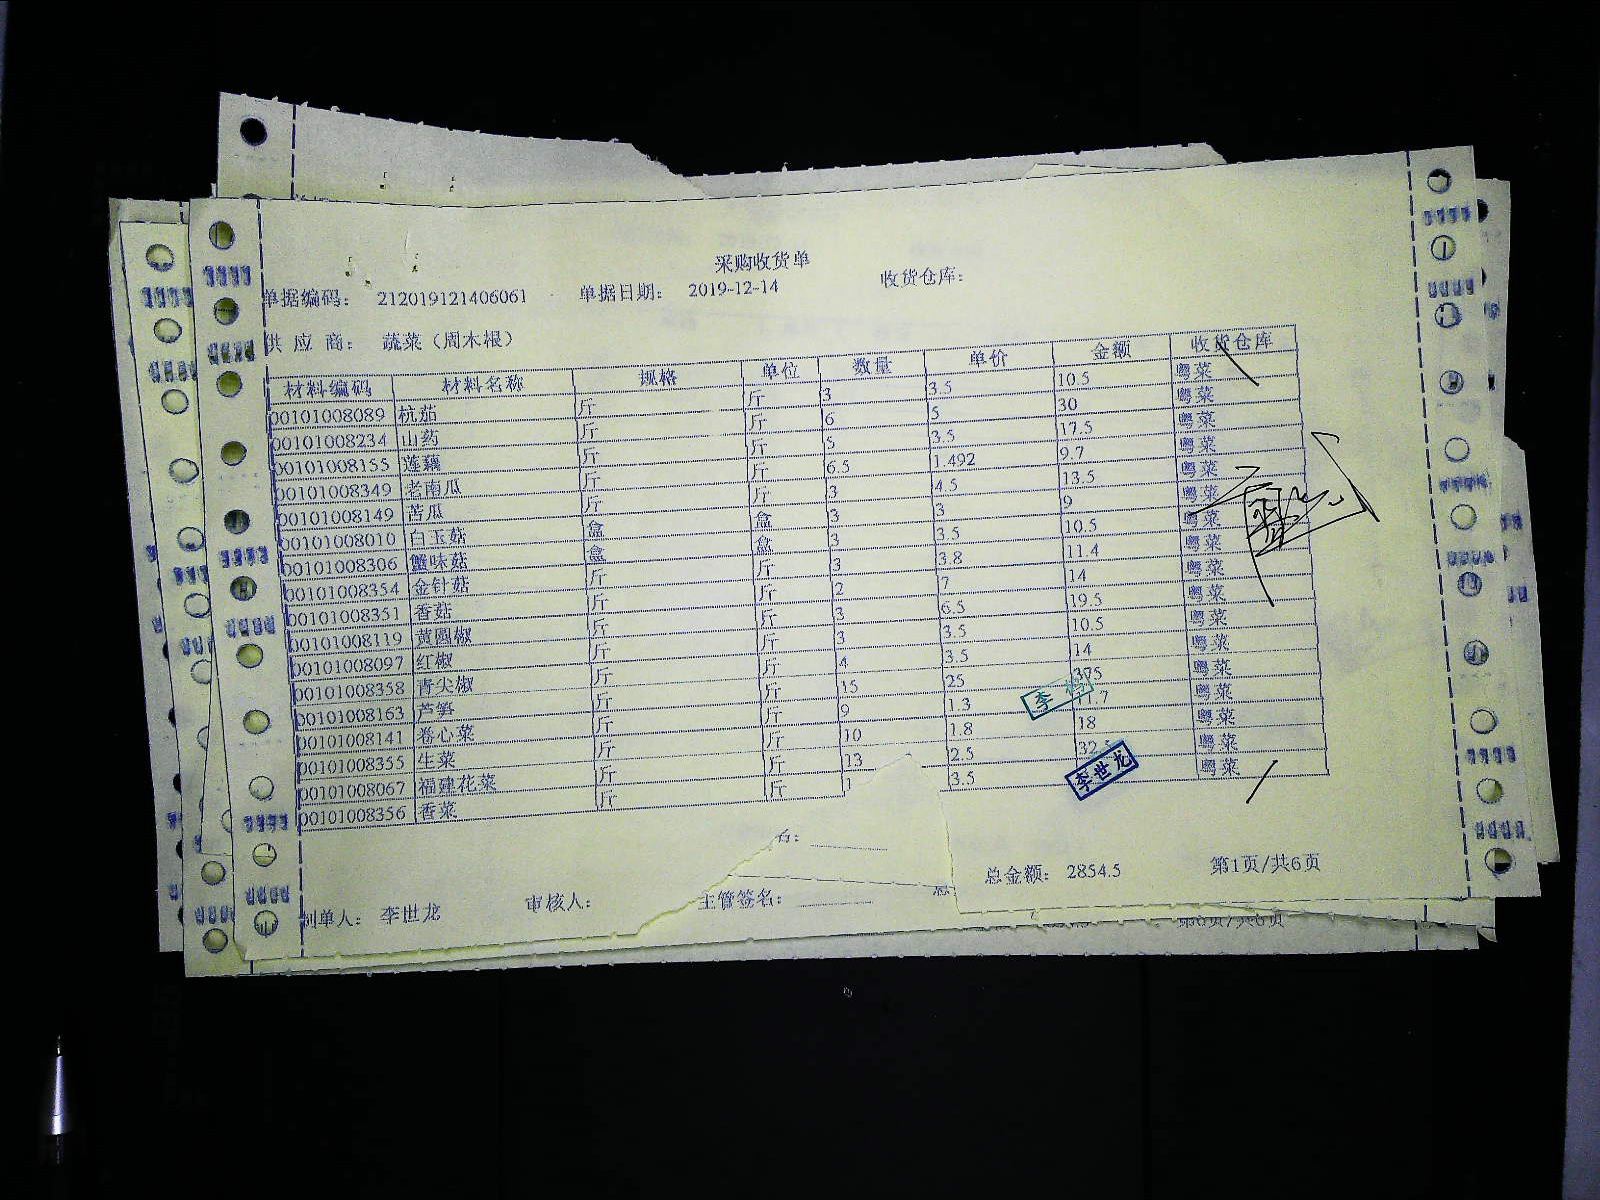 采购收货单
单据编码： 212019121406061 单据日期： 2019-12-14 收货仓库：
供 应 商： 蔬菜（周木根）
材料编码 材料名称 规格 单位 数量 单价 金额 收货仓库
00101008089 杭茄 斤 斤 3 3.5 10.5 粤菜
00101008234 山药 斤 斤 6 5 30 粤菜
00101008155 莲藕 斤 斤 5 3.5 17.5 粤菜
00101008349 老南瓜 斤 斤 6.5 1.492 9.7 粤菜
00101008149 苦瓜 斤 斤 3 4.5 13.5 粤菜
00101008010 白玉菇 盒 盒 3 3 9 粤菜
00101008306 蟹味菇 盒 盒 3 3.5 10.5 粤菜
00101008354 金针菇 斤 斤 3 3.8 11.4 粤菜
00101008351 香菇 斤 斤 2 7 14 粤菜
00101008119 黄圆椒 斤 斤 3 6.5 19.5 粤菜
00101008097 红椒 斤 斤 3 3.5 10.5 粤菜
00101008358 青尖椒 斤 斤 4 3.5 14 粤菜
00101008163 芦笋 斤 斤 15 25 375 粤菜
00101008141 卷心菜 斤 斤 9 1.3 11.7 粤菜
00101008355 生菜 斤 斤 10 1.8 18 粤菜
00101008067 福建花菜 斤 斤 13 2.5 粤菜
00101008356 香菜 斤 斤 1 3.5 粤菜
李世龙
总金额： 2854.5 第1页/共6页
制单人： 李世龙 审核人： 主管签名：
第6页/共6页